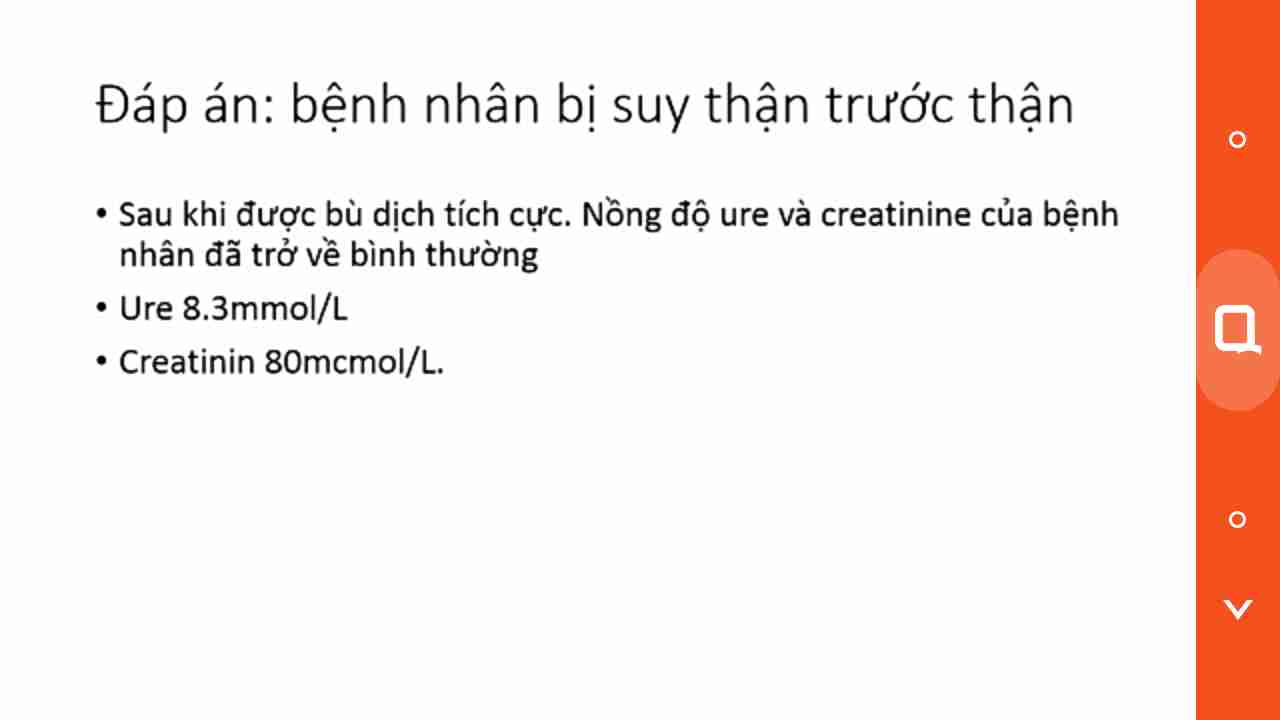 Đáp án: bệnh nhân bị suy thận trước thận
• Sau khi được bù dịch tích cực. Nồng độ ure và creatinine của bệnh
nhân đã trở về bình thường
• Ure 8.3mmol/L
• Creatinin 80mcmol/L.